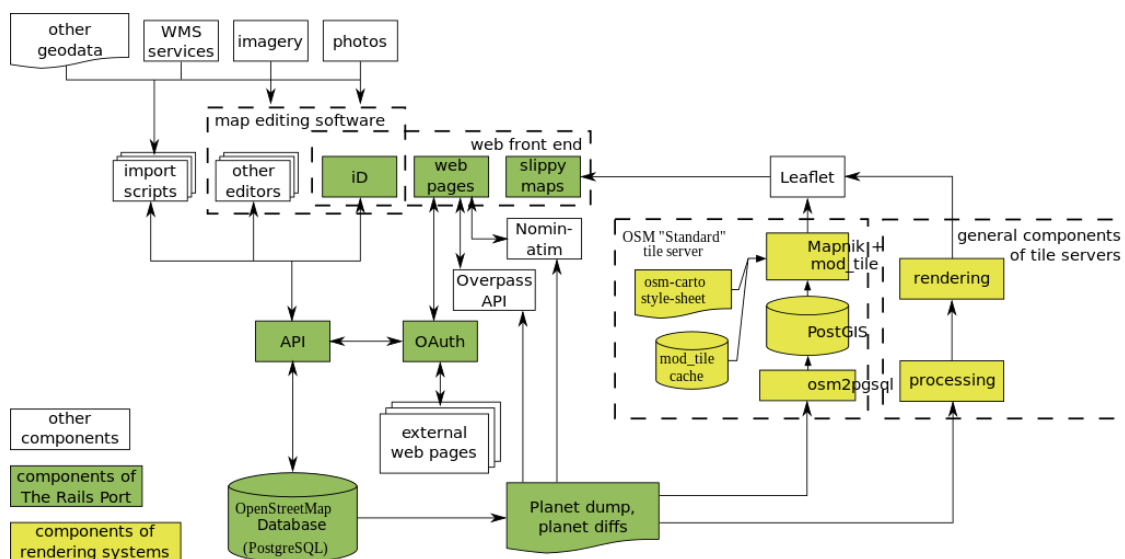 other
geodata
WMS
services
imagery
photos
map editing software
web front end
import
scripts
other
editors
iD
web
pages
slippy
maps
Leaflet
Nomin-
atim
OSM "Standard"
tile server
Mapnik +
mod_tile
general components
of tile servers
Overpass
API
osm-carto
style-sheet
rendering
PostGIS
API
OAuth
mod_tile
cache
osm2pgsql
processing
other
components
external
web pages
components of
The Rails Port
OpenStreetMap
Database
(PostgreSQL)
Planet dump,
planet diffs
components of
rendering systems